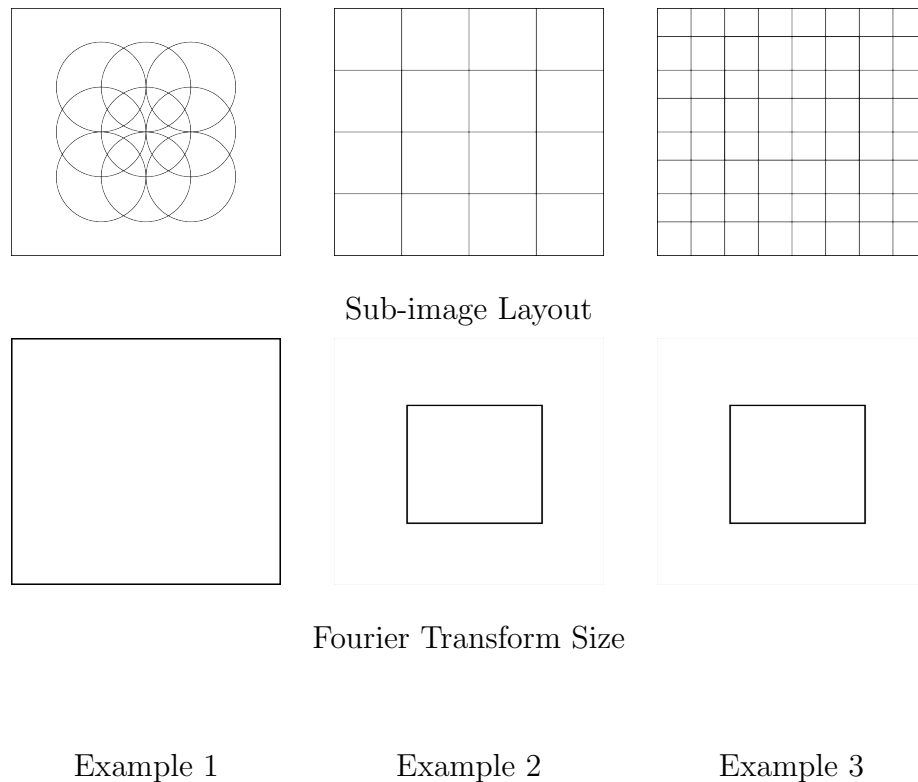 Sub-image Layout
Fourier Transform Size
Example 1
Example 2
Example 3